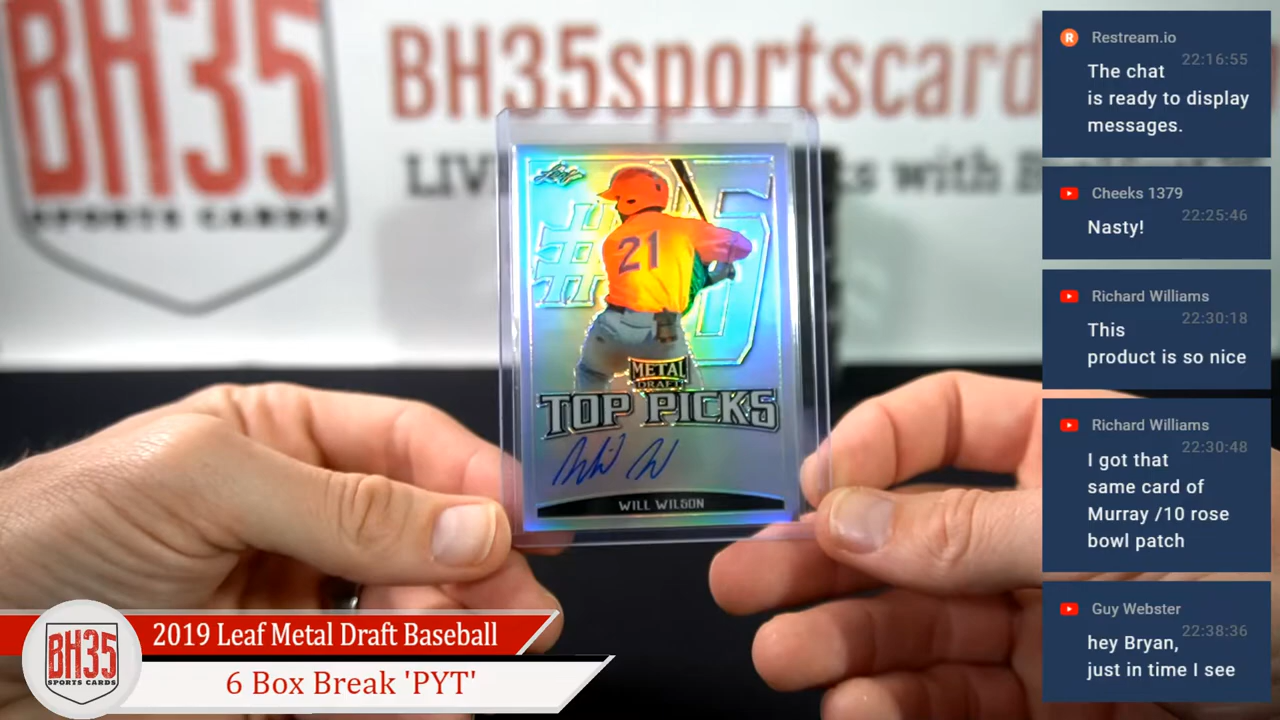 BH35
SPORTS CARDS
BH35sportscard
LIV
ks with B
Leaf
#15
21
METAL
DRAFT
TOP PICKS
WILL WILSON
2019 Leaf Metal Draft Baseball
6 Box Break 'PYT'
BH35
SPORTS CARDS
Restream.io
22:16:55
The chat
is ready to display
messages.
Cheeks 1379
22:25:46
Nasty!
Richard Williams
22:30:18
This
product is so nice
Richard Williams
22:30:48
I got that
same card of
Murray /10 rose
bowl patch
Guy Webster
22:38:36
hey Bryan,
just in time I see